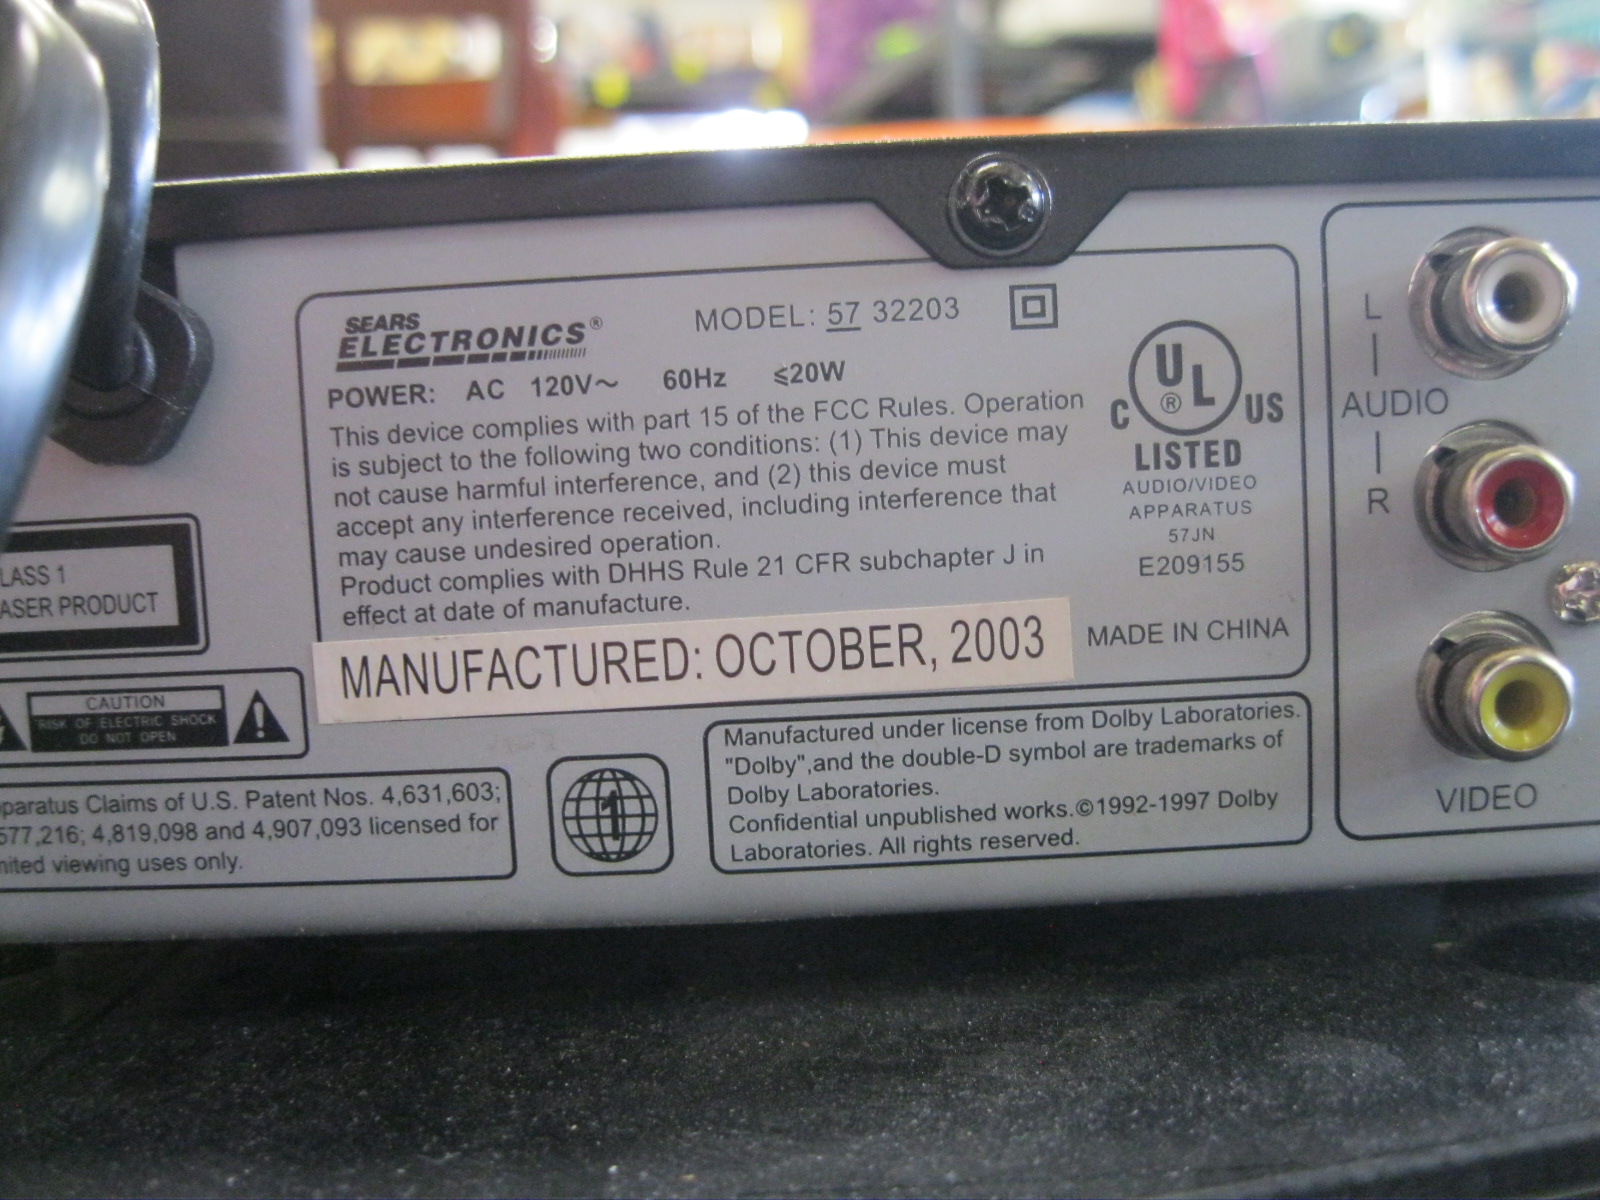 SEARS
ELECTRONICS®
MODEL: 57 32203
POWER: AC 120V～ 60Hz ≤20W
This device complies with part 15 of the FCC Rules. Operation
is subject to the following two conditions: (1) This device may
not cause harmful interference, and (2) this device must
accept any interference received, including interference that
may cause undesired operation.
Product complies with DHHS Rule 21 CFR subchapter J in
effect at date of manufacture.
MANUFACTURED: OCTOBER, 2003
MADE IN CHINA
UL
®
C US
LISTED
AUDIO/VIDEO
APPARATUS
57JN
E209155
L
AUDIO
R
VIDEO
LASS 1
ASER PRODUCT
CAUTION
RISK OF ELECTRIC SHOCK
DO NOT OPEN
!
paratus Claims of U.S. Patent Nos. 4,631,603;
577,216; 4,819,098 and 4,907,093 licensed for
mited viewing uses only.
1
Manufactured under license from Dolby Laboratories.
"Dolby",and the double-D symbol are trademarks of
Dolby Laboratories.
Confidential unpublished works.©1992-1997 Dolby
Laboratories. All rights reserved.